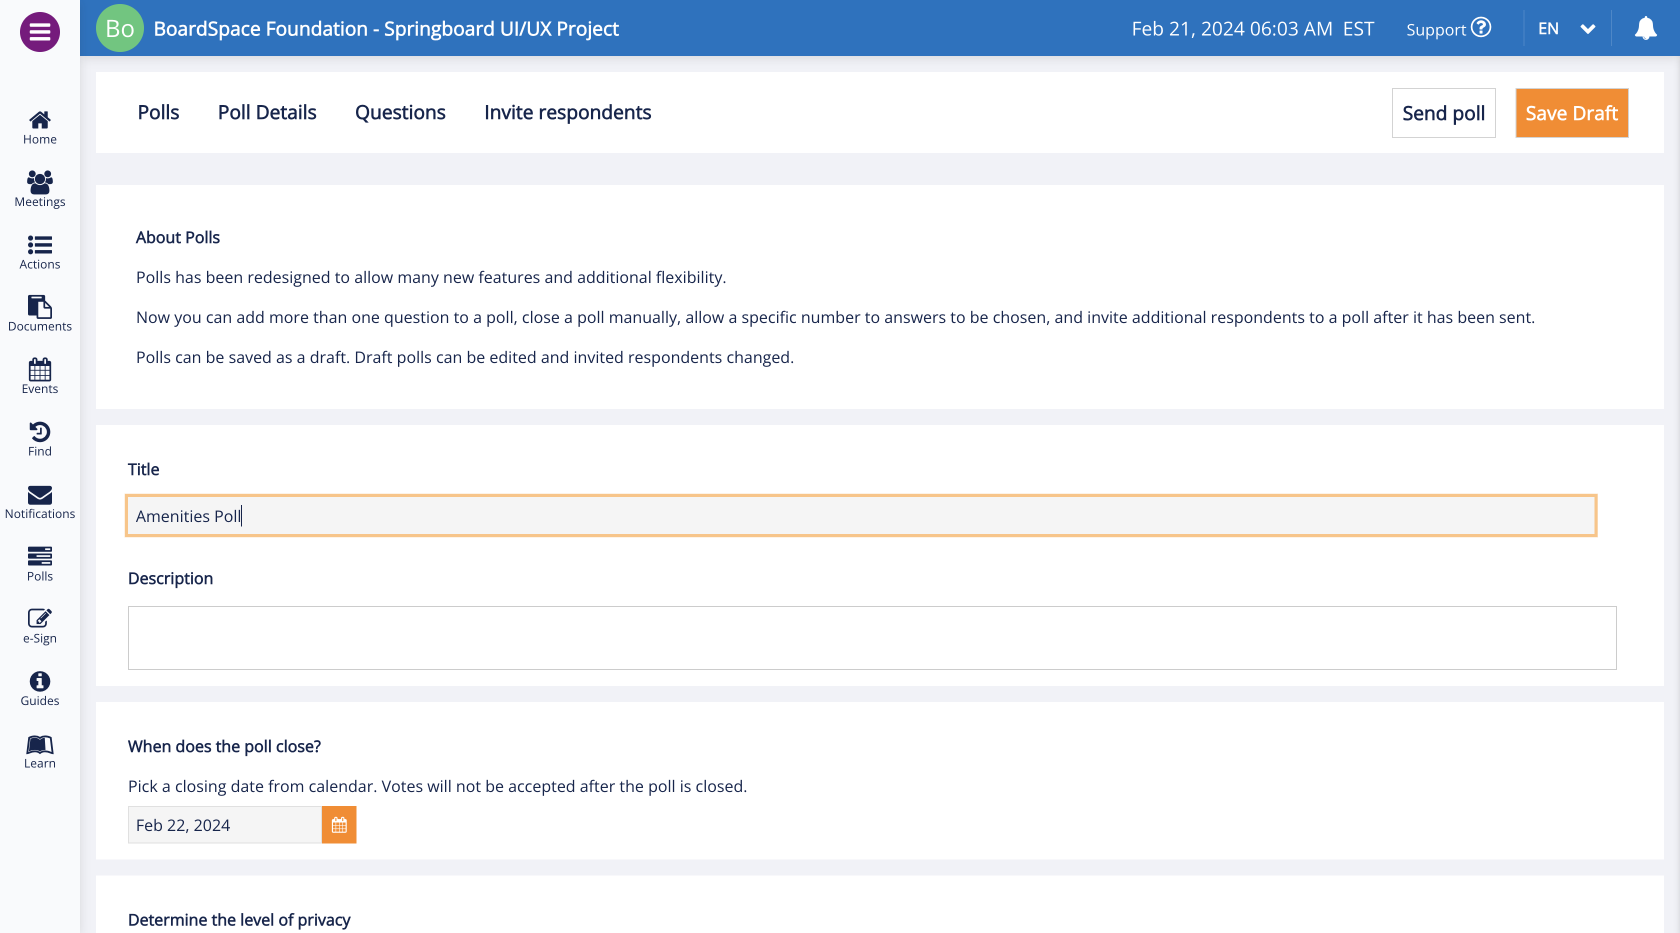 Bo
BoardSpace Foundation - Springboard UI/UX Project
Feb 21, 2024 06:03 AM EST
Support
EN
Home
Meetings
Actions
Documents
Events
Find
Notifications
Polls
e-Sign
Guides
Learn
Polls
Poll Details
Questions
Invite respondents
Send poll
Save Draft
About Polls
Polls has been redesigned to allow many new features and additional flexibility.
Now you can add more than one question to a poll, close a poll manually, allow a specific number to answers to be chosen, and invite additional respondents to a poll after it has been sent.
Polls can be saved as a draft. Draft polls can be edited and invited respondents changed.
Title
Amenities Poll
Description
When does the poll close?
Pick a closing date from calendar. Votes will not be accepted after the poll is closed.
Feb 22, 2024
Determine the level of privacy